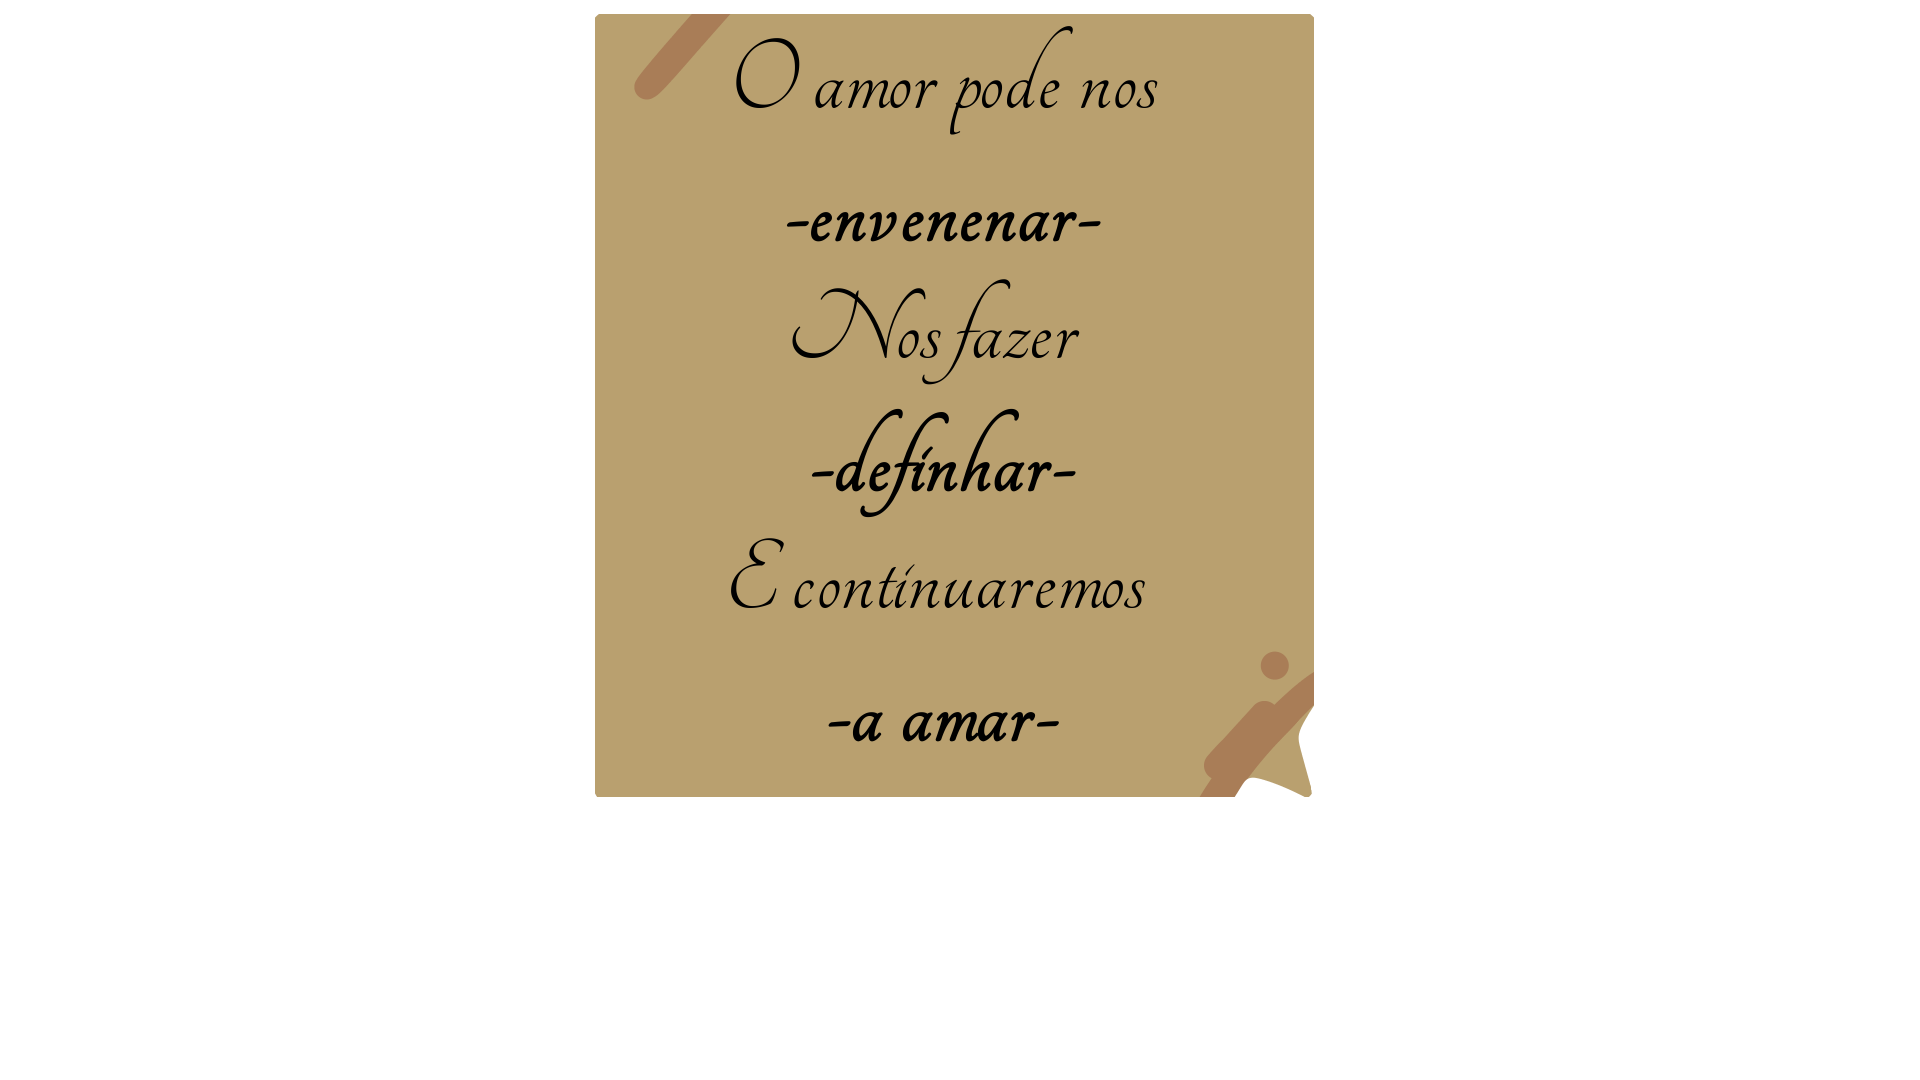 O amor pode nos
-envenenar-
Nos fazer
-definhar-
E continuaremos
-a amar-